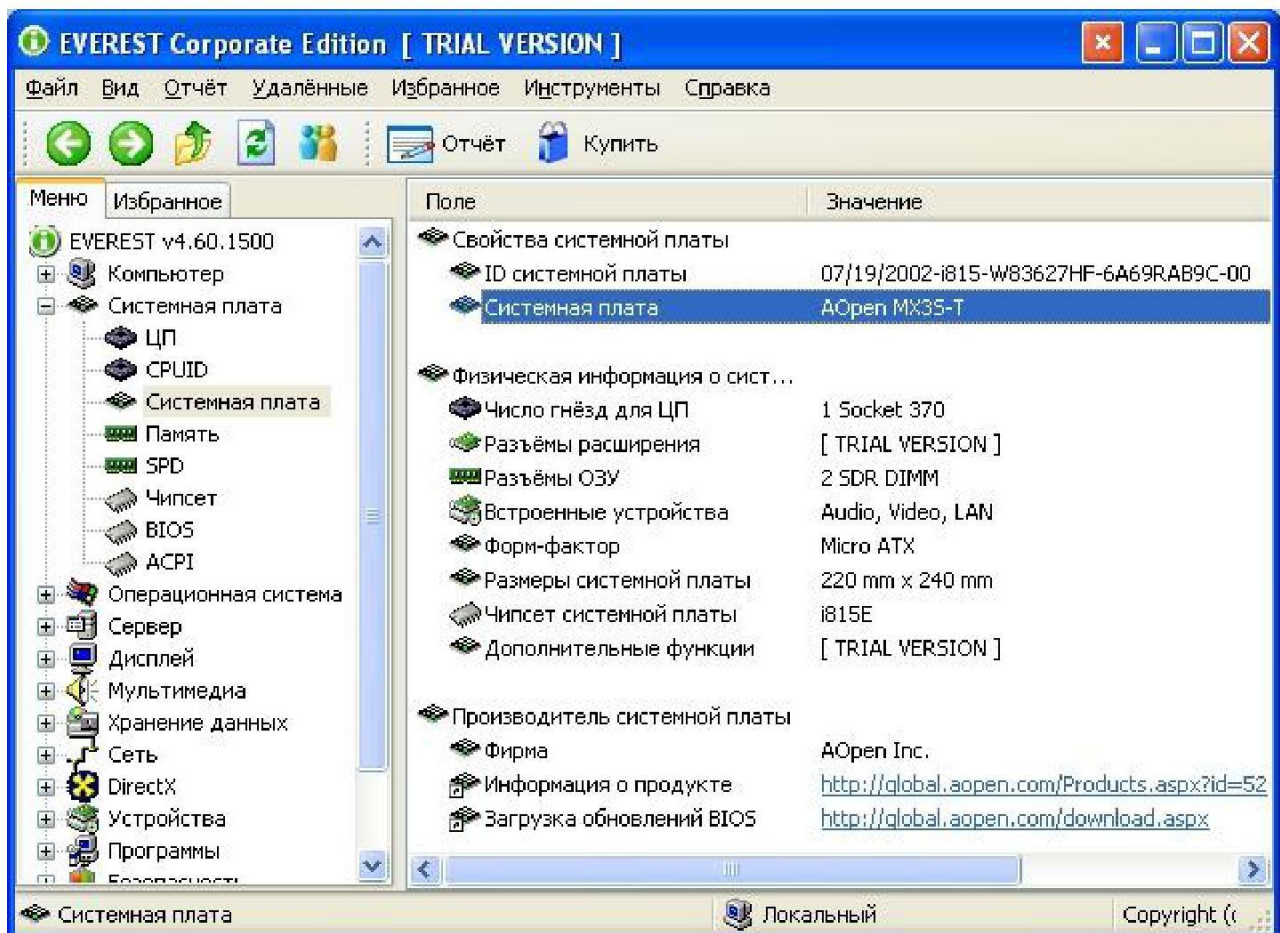 EVEREST Corporate Edition [ TRIAL VERSION ]
Файл Вид Отчёт Удалённые Избранное Инструменты Справка
Отчёт Купить
Меню Избранное
EVEREST v4.60.1500
Компьютер
Системная плата
ЦП
CPUID
Системная плата
Память
SPD
Чипсет
BIOS
ACPI
Операционная система
Сервер
Дисплей
Мультимедиа
Хранение данных
Сеть
DirectX
Устройства
Программы
Безопасность
Поле Значение
Свойства системной платы
ID системной платы 07/19/2002-i815-W83627HF-6A69RAB9C-00
Системная плата AOpen MX3S-T
Физическая информация о сист...
Число гнёзд для ЦП 1 Socket 370
Разъёмы расширения [ TRIAL VERSION ]
Разъёмы ОЗУ 2 SDR DIMM
Встроенные устройства Audio, Video, LAN
Форм-фактор Micro ATX
Размеры системной платы 220 mm x 240 mm
Чипсет системной платы i815E
Дополнительные функции [ TRIAL VERSION ]
Производитель системной платы
Фирма AOpen Inc.
Информация о продукте http://global.aopen.com/Products.aspx?id=52
Загрузка обновлений BIOS http://global.aopen.com/download.aspx
Системная плата Локальный Copyright (c